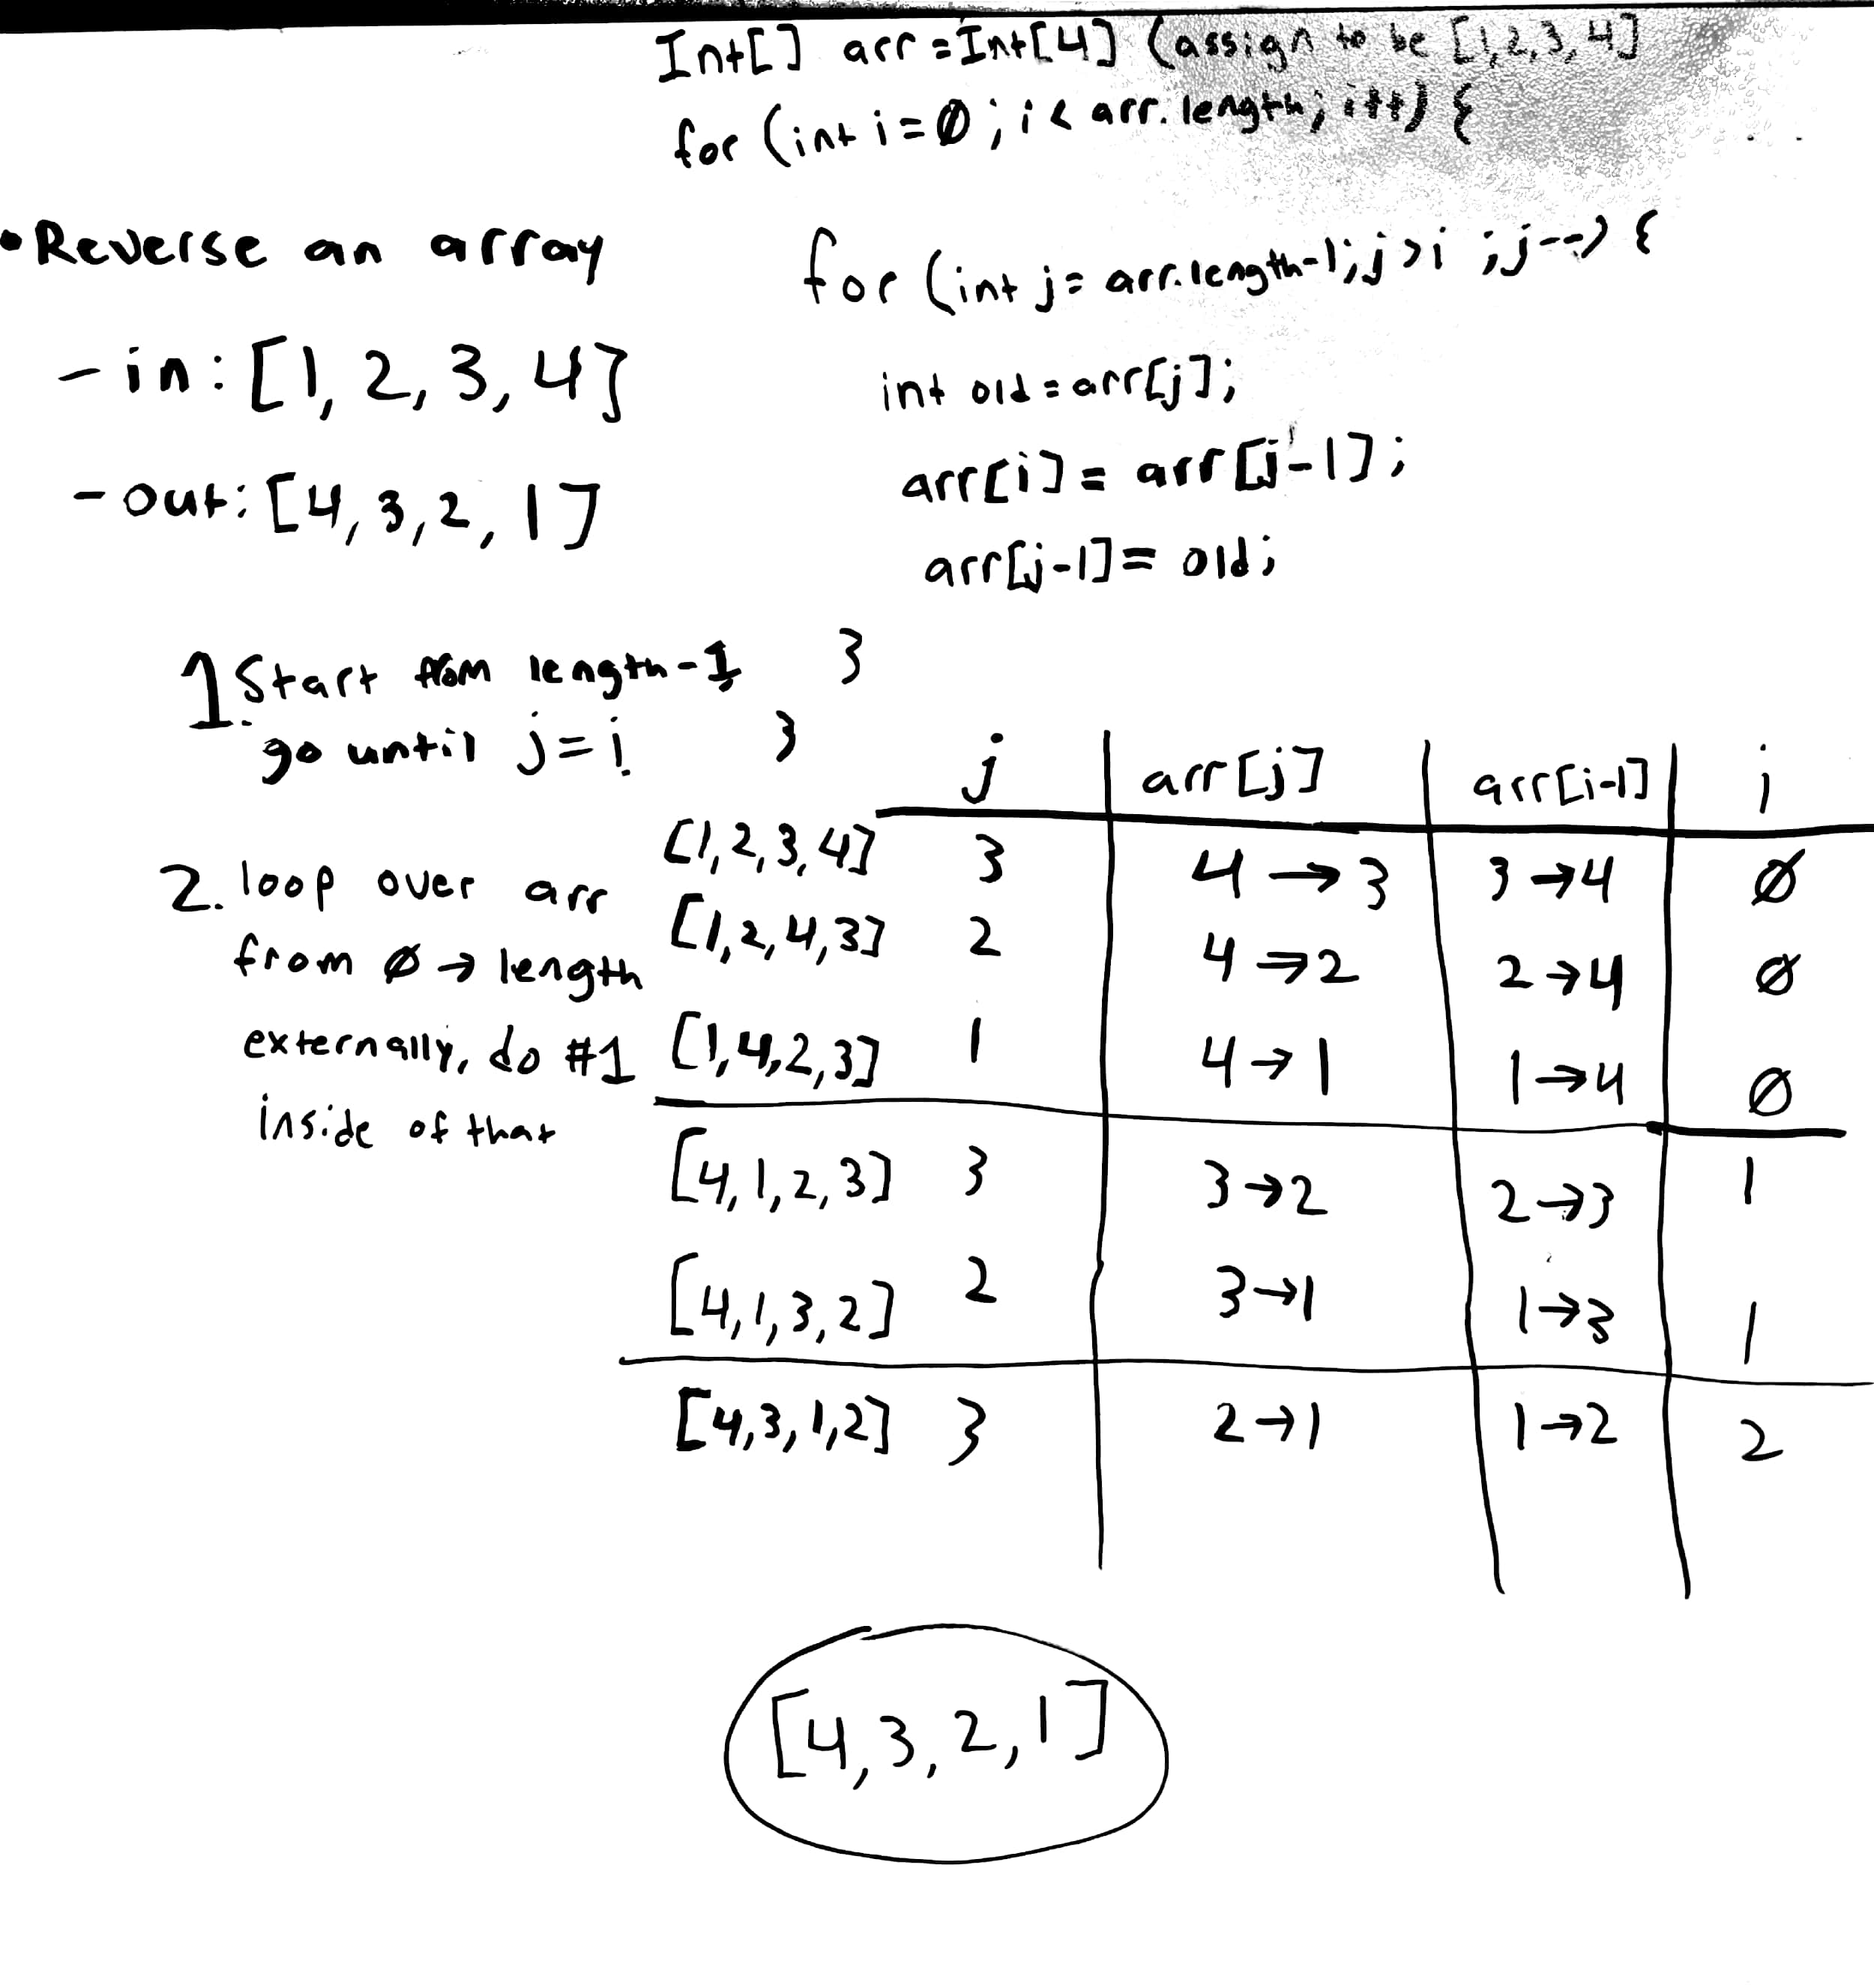 Int[] arr = Int[4] (assign to be [1,2,3,4]
for (int i=0; i < arr.length; i++) {
• Reverse an array
for (int j= arr.length-1; j>i ; j--) {
- in: [1, 2, 3, 4]
int old = arr[j];
arr[i] = arr[j-1];
- out: [4, 3, 2, 1]
arr[j-1] = old;
1. Start from length-1
}
go until j=i
}
j arr[j] arr[i-1] i
[1,2,3,4] 3 4→3 3→4 0
2. loop over arr
[1,2,4,3] 2 4→2 2→4 0
from 0 → length
externally, do #1
[1,4,2,3] 1 4→1 1→4 0
inside of that
[4,1,2,3] 3 3→2 2→3 1
[4,1,3,2] 2 3→1 1→3 1
[4,3,1,2] 3 2→1 1→2 2
[4,3,2,1]